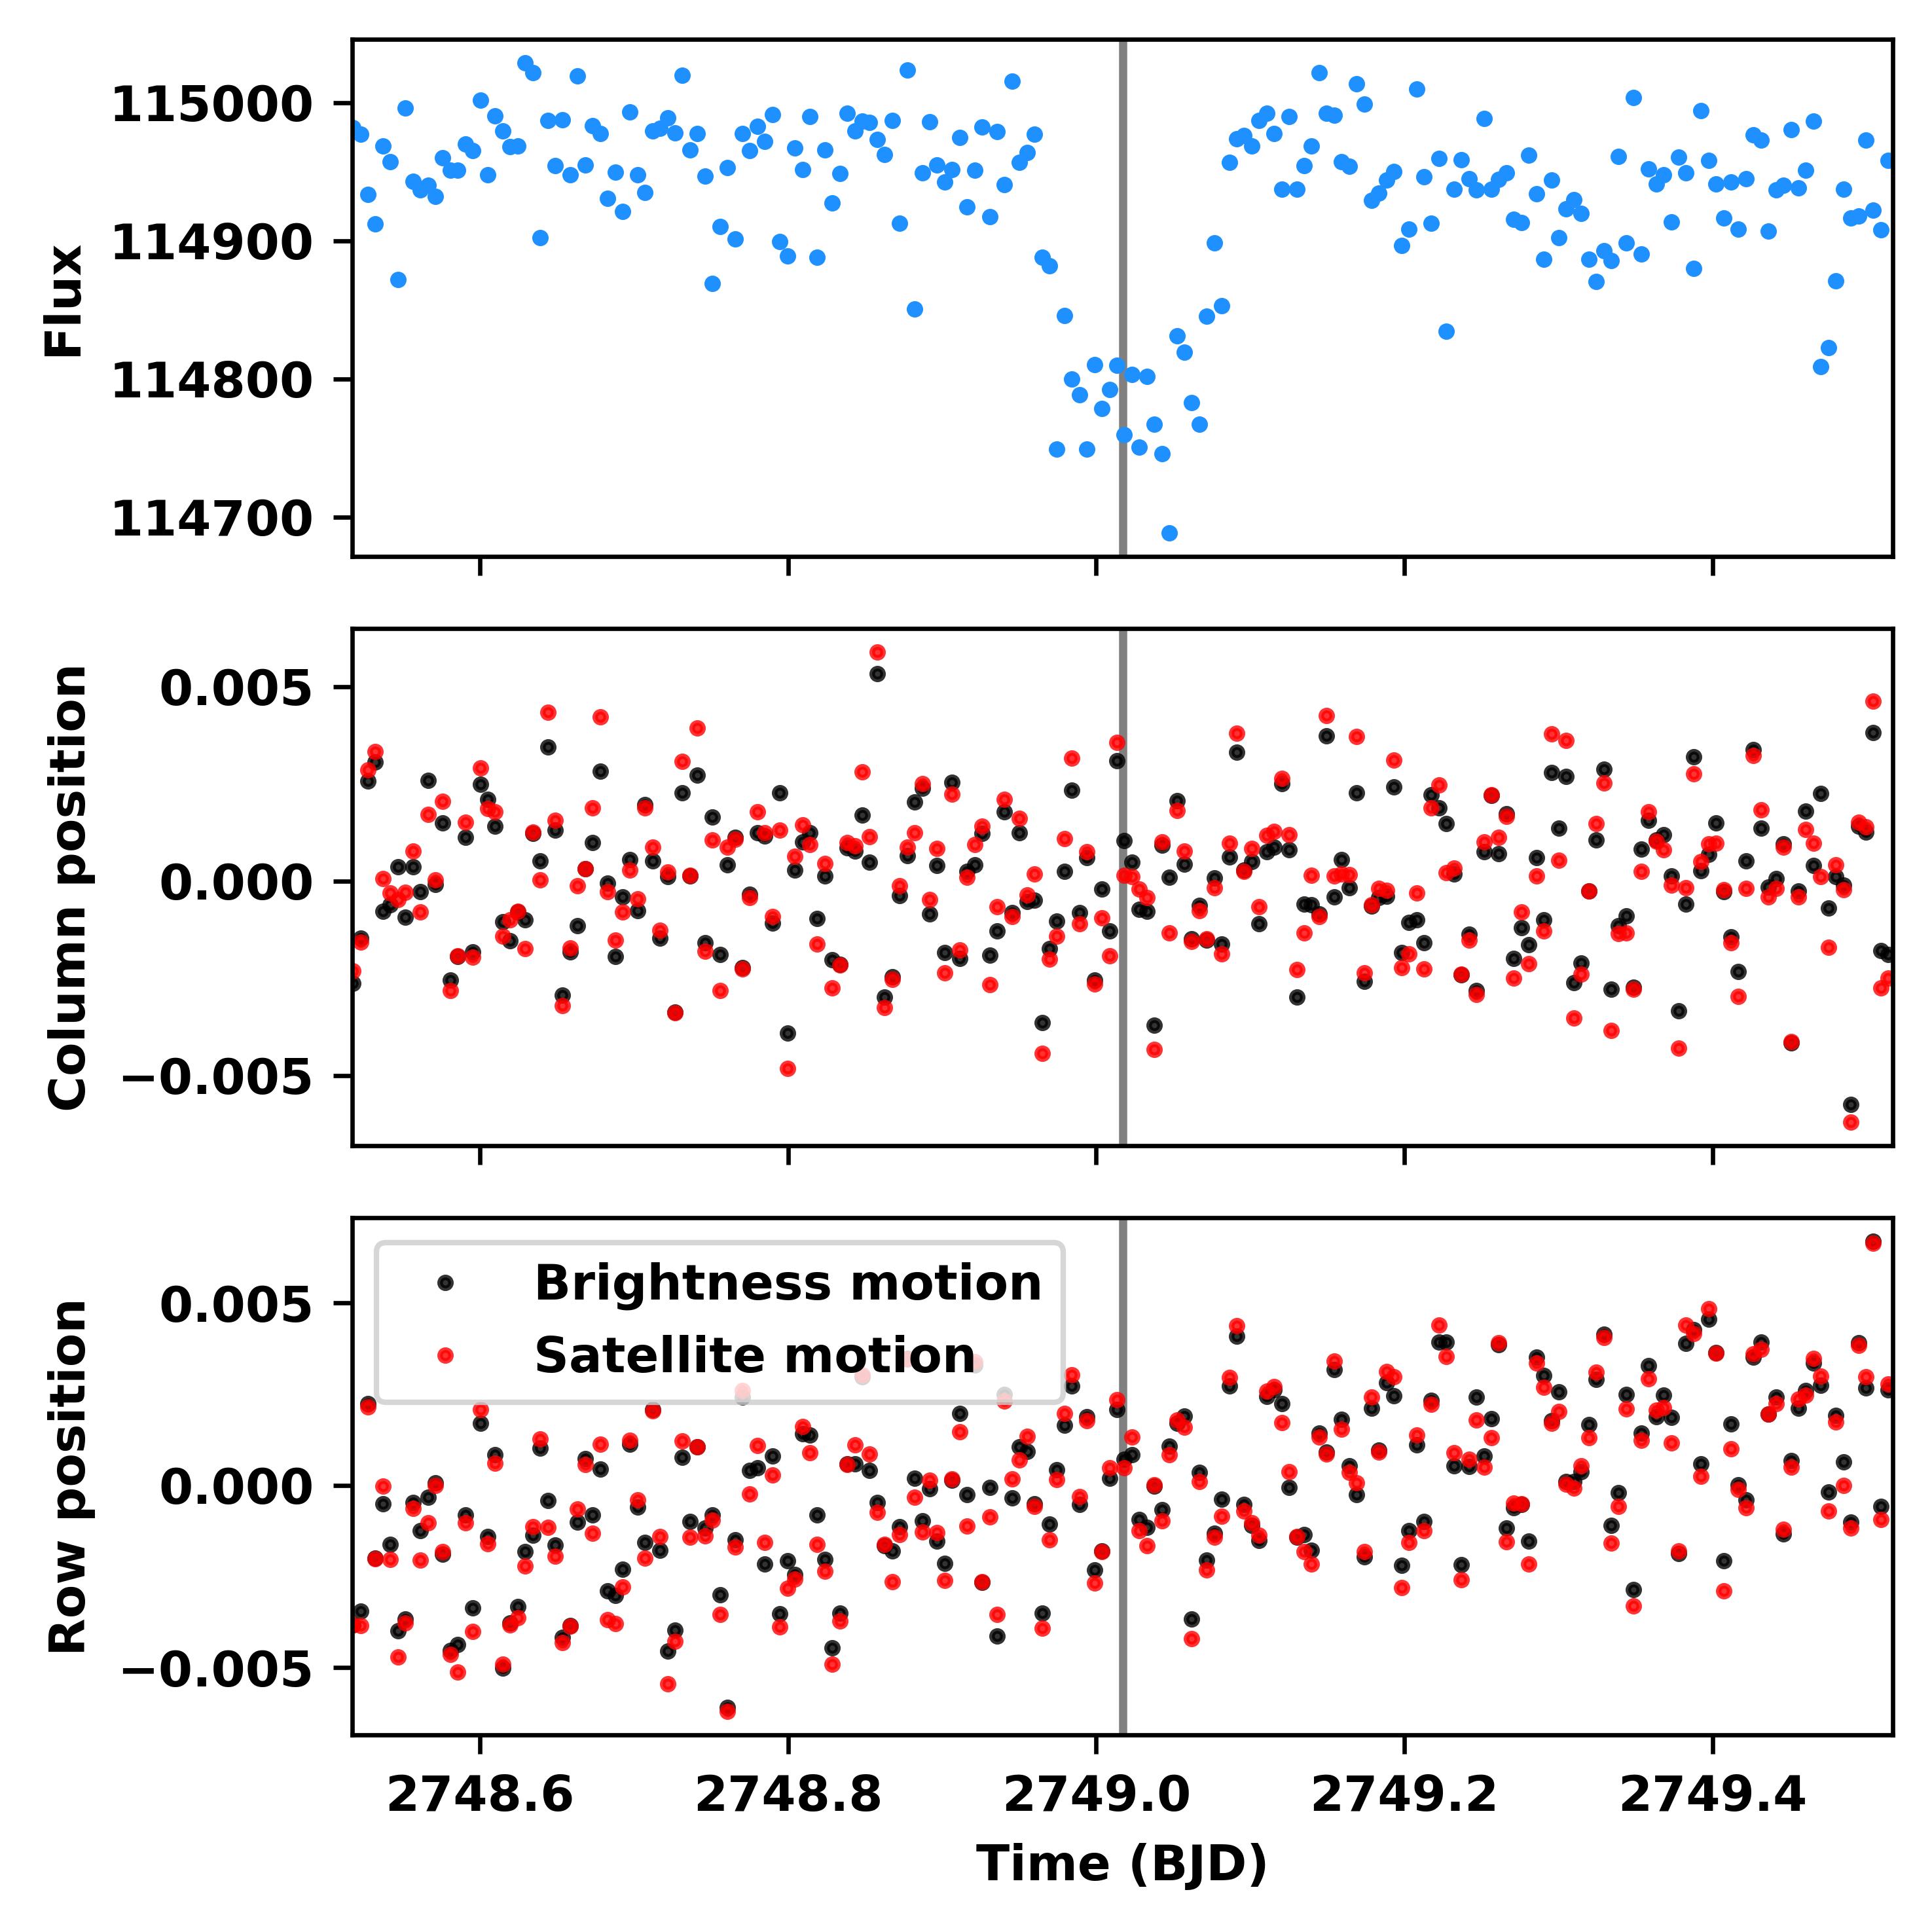 Flux
115000
114900
114800
114700
Column position
0.005
0.000
−0.005
Row position
0.005
0.000
−0.005
Brightness motion
Satellite motion
2748.6 2748.8 2749.0 2749.2 2749.4
Time (BJD)